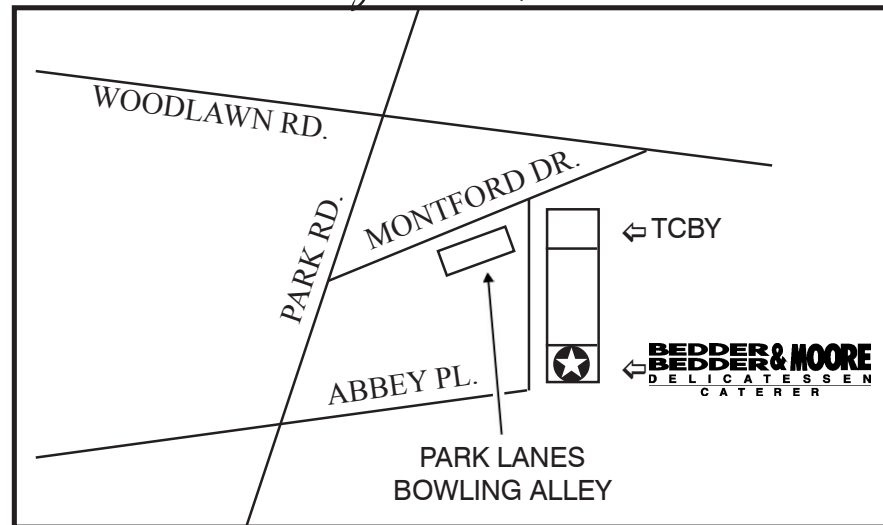 WOODLAWN RD.
MONTFORD DR.
PARK RD.
TCBY
BEDDER & MOORE
BEDDER
DELICATESSEN
CATERER
ABBEY PL.
PARK LANES
BOWLING ALLEY